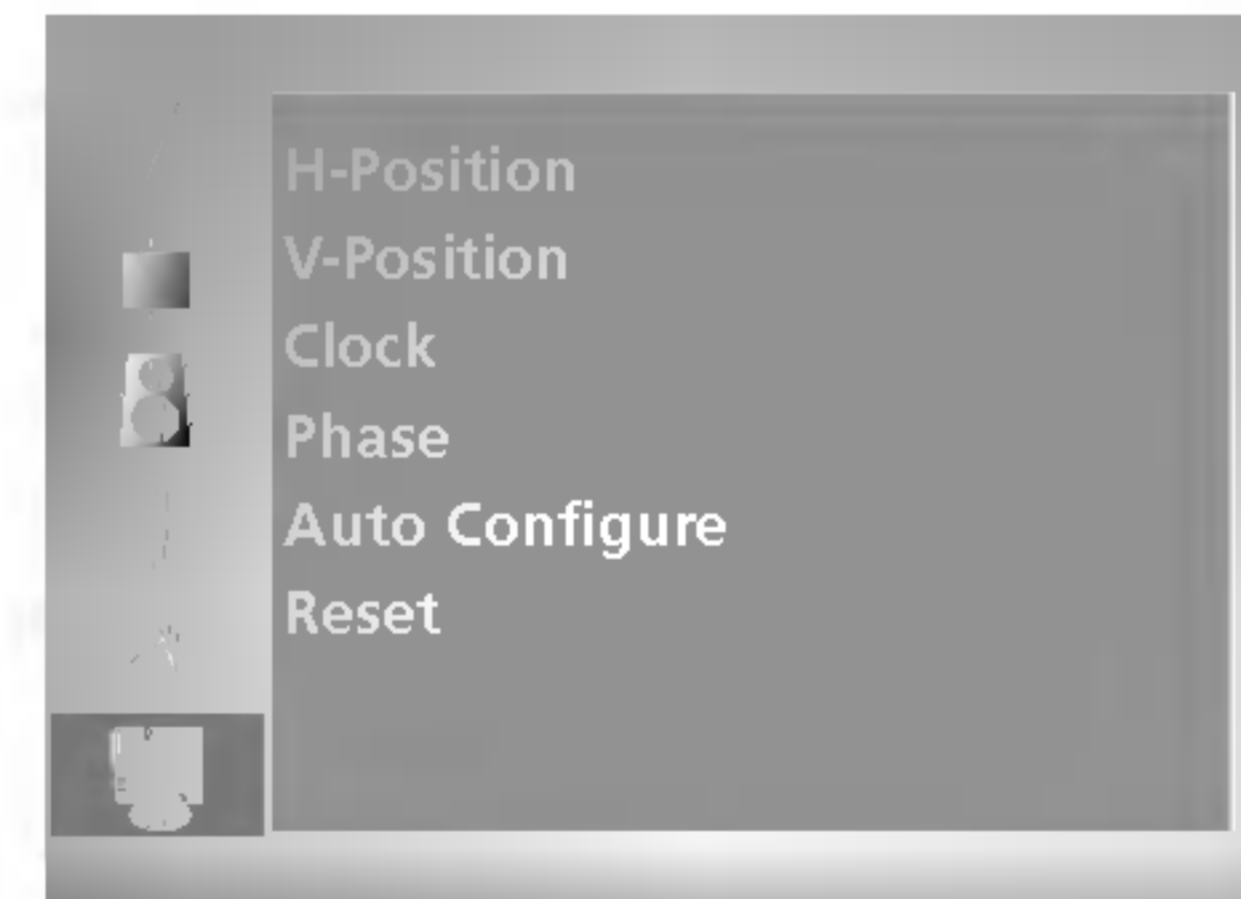 H-Position
V-Position
Clock
Phase
Auto Configure
Reset